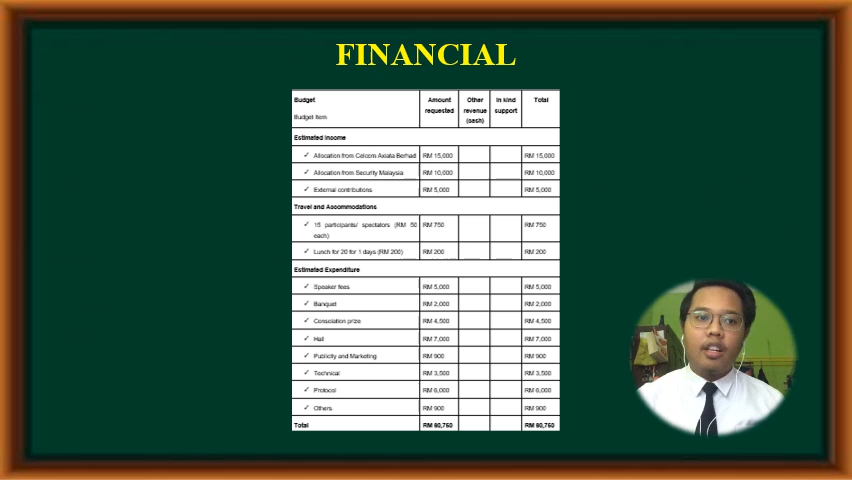 FINANCIAL
Budget
Budget Item
Amount requested
Other revenue (cash)
In kind support
Total
Estimated Income
✓ Allocation from Celcom Axiata Berhad RM 15,000 RM 15,000
✓ Allocation from Security Malaysia RM 10,000 RM 10,000
✓ External contributions RM 5,000 RM 5,000
Travel and Accommodations
✓ 15 participants/ spectators (RM 50 each) RM 750 RM 750
✓ Lunch for 20 for 1 days (RM 200) RM 200 RM 200
Estimated Expenditure
✓ Speaker fees RM 5,000 RM 5,000
✓ Banquet RM 2,000 RM 2,000
✓ Consolation prize RM 4,500 RM 4,500
✓ Hall RM 7,000 RM 7,000
✓ Publicity and Marketing RM 900 RM 900
✓ Technical RM 3,500 RM 3,500
✓ Protocol RM 6,000 RM 6,000
✓ Others RM 900 RM 900
Total RM 60,750 RM 60,750